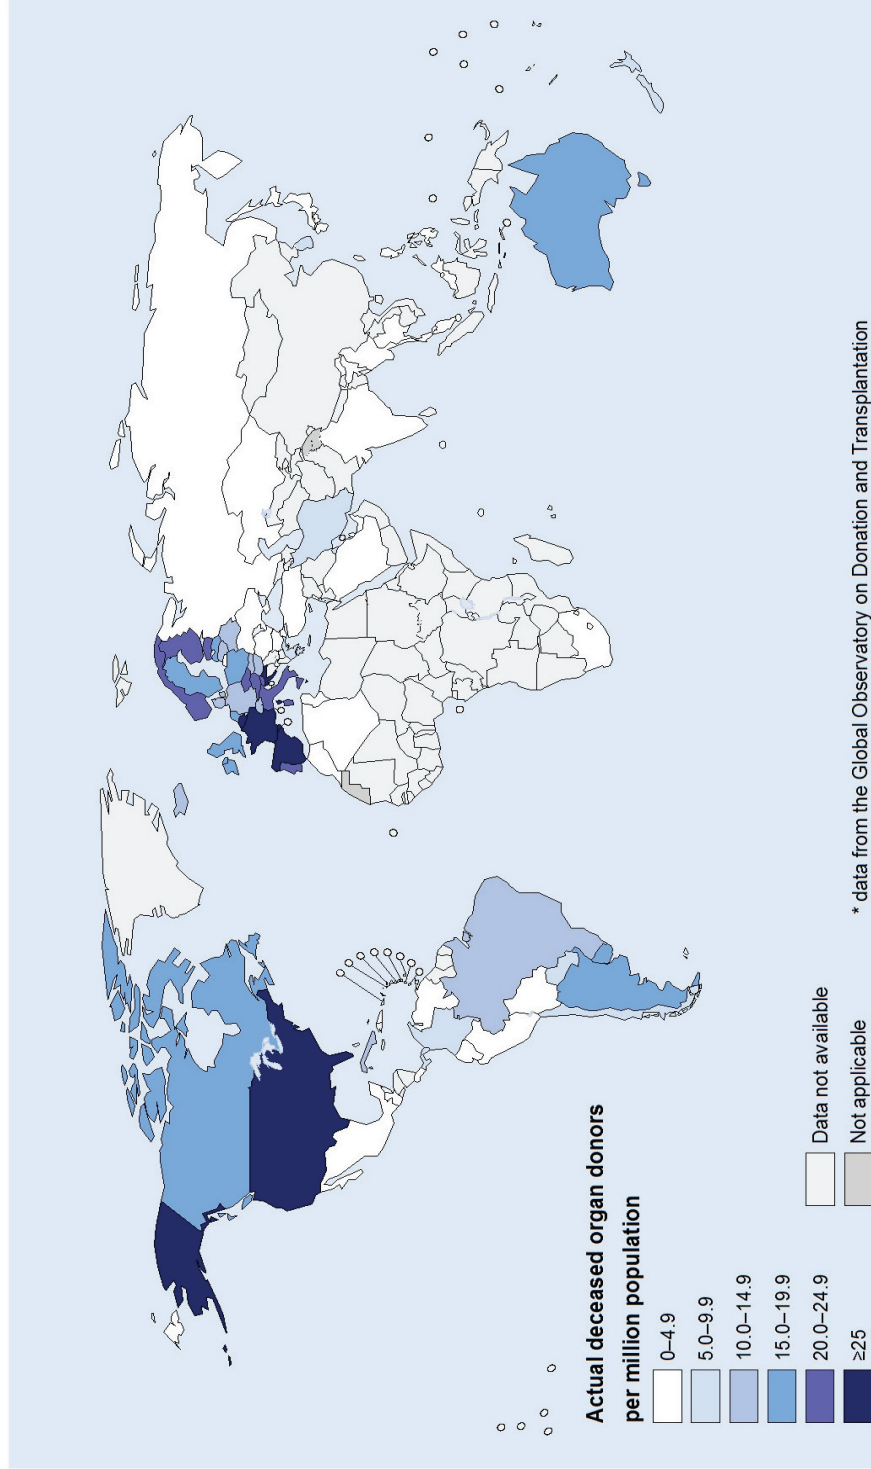 Actual deceased organ donors
per million population
0–4.9
5.0–9.9
10.0–14.9
15.0–19.9
20.0–24.9
≥25
Data not available
Not applicable
* data from the Global Observatory on Donation and Transplantation